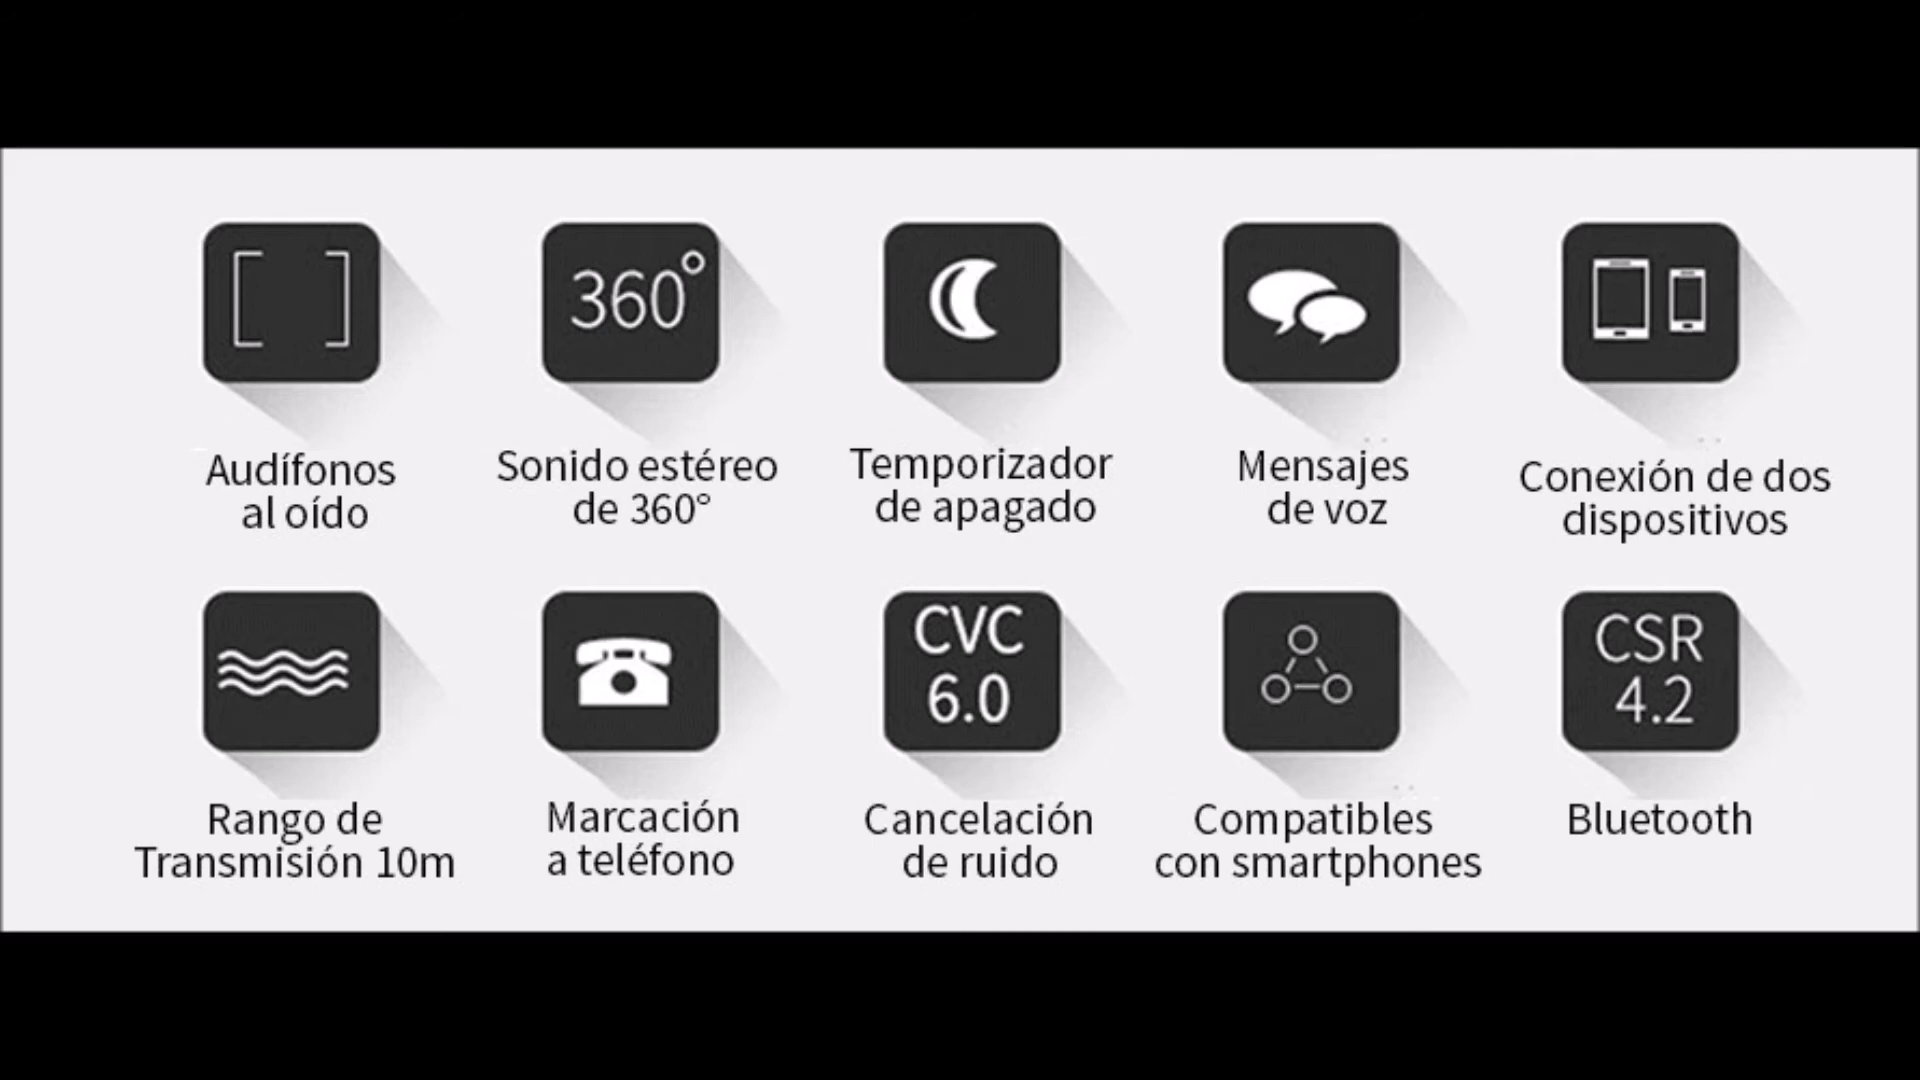 360°
Audífonos
al oído
Sonido estéreo
de 360°
Temporizador
de apagado
Mensajes
de voz
Conexión de dos
dispositivos
CVC
6.0
CSR
4.2
Rango de
Transmisión 10m
Marcación
a teléfono
Cancelación
de ruido
Compatibles
con smartphones
Bluetooth